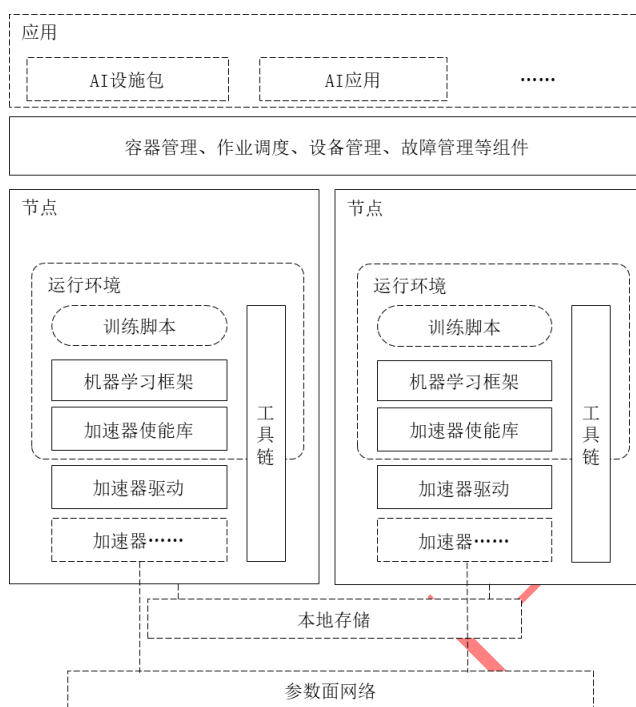 应用
AI设施包 AI应用 ……
容器管理、作业调度、设备管理、故障管理等组件
节点
运行环境
训练脚本
机器学习框架
加速器使能库
加速器驱动
加速器……
工具链
节点
运行环境
训练脚本
机器学习框架
加速器使能库
加速器驱动
加速器……
工具链
本地存储
参数面网络